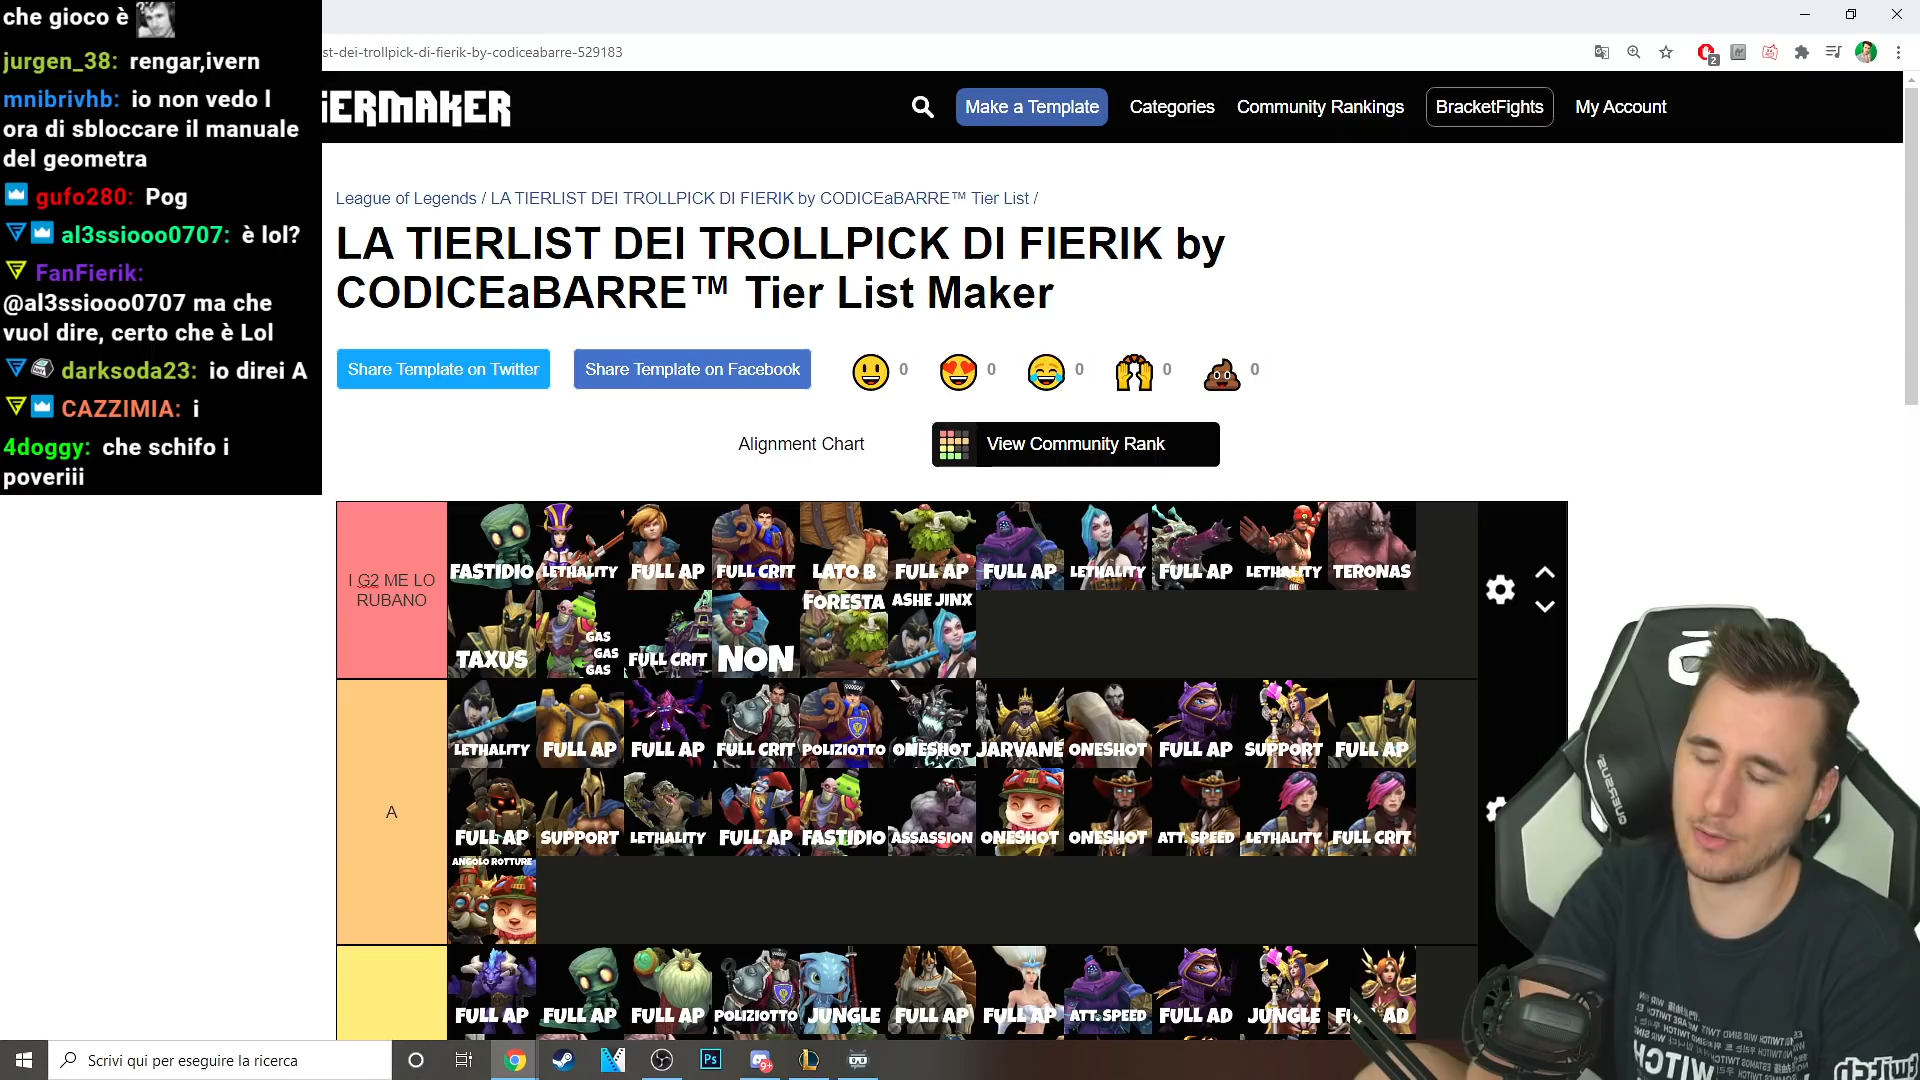 che gioco è
jurgen_38: rengar,ivern
mnibrivhb: io non vedo l
ora di sbloccare il manuale
del geometra
gufo280: Pog
al3ssiooo0707: è lol?
FanFierik:
@al3ssiooo0707 ma che
vuol dire, certo che è Lol
darksoda23: io direi A
CAZZIMIA: i
4doggy: che schifo i
poveriii
st-dei-trollpick-di-fierik-by-codiceabarre-529183
2
TIERMAKER
Make a Template
Categories
Community Rankings
BracketFights
My Account
League of Legends / LA TIERLIST DEI TROLLPICK DI FIERIK by CODICEaBARRE™ Tier List /
LA TIERLIST DEI TROLLPICK DI FIERIK by
CODICEaBARRE™ Tier List Maker
Share Template on Twitter
Share Template on Facebook
0
0
0
0
0
Alignment Chart
View Community Rank
I G2 ME LO
RUBANO
FASTIDIO
LETHALITY
FULL AP
FULL CRIT
LATO B
FULL AP
FULL AP
LETHALITY
FULL AP
LETHALITY
TERONAS
TAXUS
GAS
GAS
GAS
FULL CRIT
NON
FORESTA
ASHE JINX
A
LETHALITY
FULL AP
FULL AP
FULL CRIT
POLIZIOTTO
ONESHOT
JARVANE
ONESHOT
FULL AP
SUPPORT
FULL AP
FULL AP
SUPPORT
LETHALITY
FULL AP
FASTIDIO
ASSASSION
ONESHOT
ONESHOT
ATT. SPEED
LETHALITY
FULL CRIT
ANGOLO ROTTURE
FULL AP
FULL AP
FULL AP
POLIZIOTTO
JUNGLE
FULL AP
FULL AP
ATT. SPEED
FULL AD
JUNGLE
AD
Scrivi qui per eseguire la ricerca
Ps
9+
TWITCH
twitch